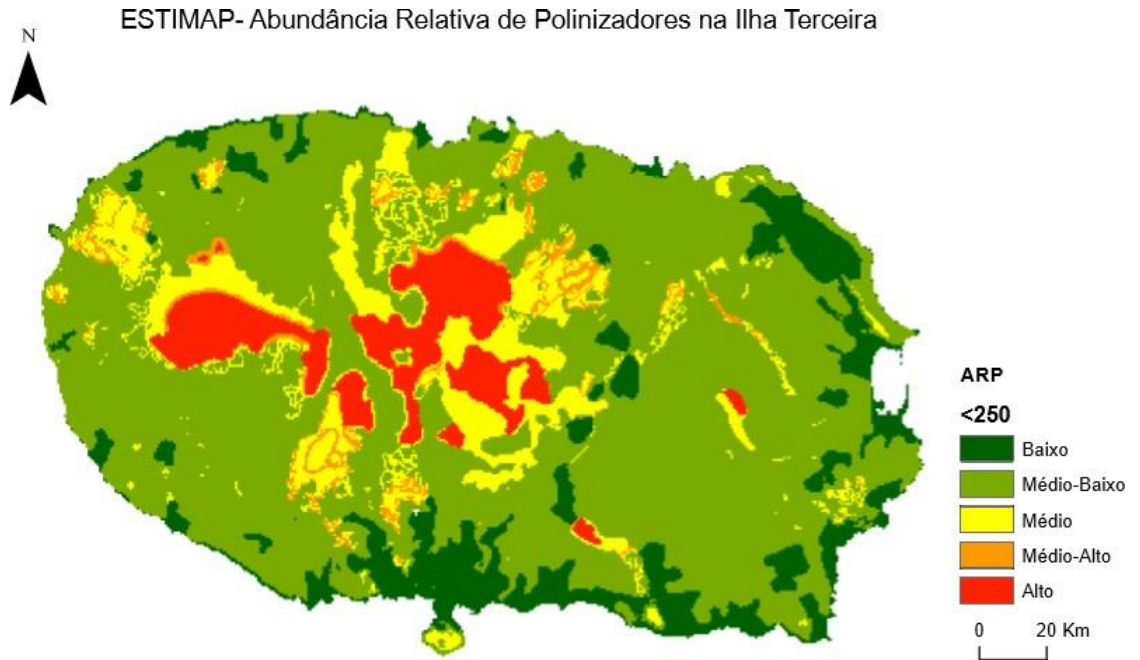 ESTIMAP- Abundância Relativa de Polinizadores na Ilha Terceira
N
ARP
<250
Baixo
Médio-Baixo
Médio
Médio-Alto
Alto
0 20 Km